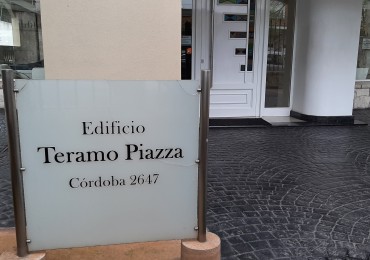 Edificio
Teramo Piazza
Córdoba 2647